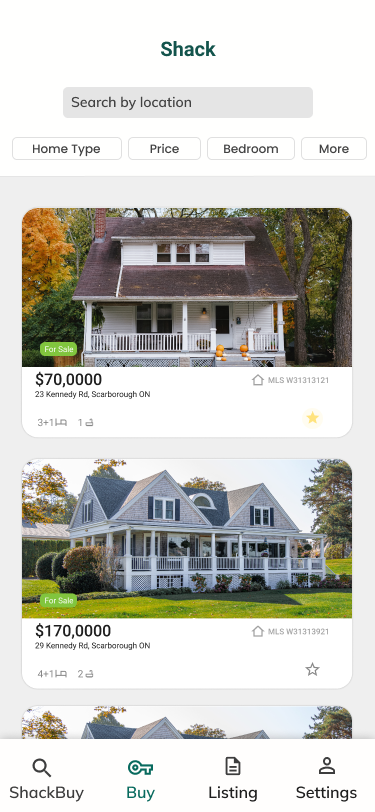 Shack
Search by location
Home Type Price Bedroom More
For Sale
$70,0000
MLS W31313121
23 Kennedy Rd, Scarborough ON
3+1 1
For Sale
$170,0000
MLS W31313921
29 Kennedy Rd, Scarborough ON
4+1 2
ShackBuy Buy Listing Settings